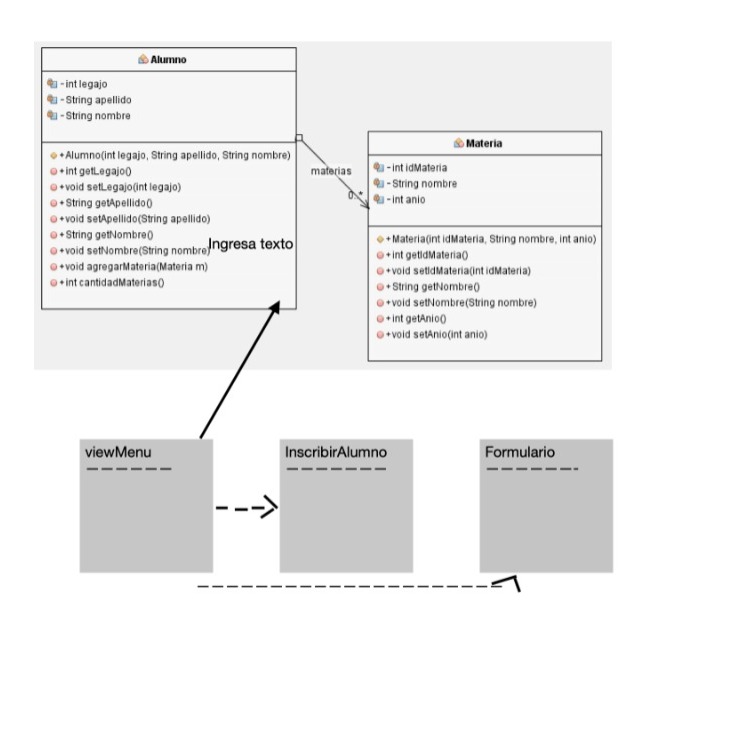 Alumno
- int legajo
- String apellido
- String nombre
+ Alumno(int legajo, String apellido, String nombre)
+ int getLegajo()
+ void setLegajo(int legajo)
+ String getApellido()
+ void setApellido(String apellido)
+ String getNombre()
+ void setNombre(String nombre)
Ingresa texto
+ void agregarMateria(Materia m)
+ int cantidadMaterias()
materias
0..*
Materia
- int idMateria
- String nombre
- int anio
+ Materia(int idMateria, String nombre, int anio)
+ int getIdMateria()
+ void setIdMateria(int idMateria)
+ String getNombre()
+ void setNombre(String nombre)
+ int getAnio()
+ void setAnio(int anio)
viewMenu
InscribirAlumno
Formulario